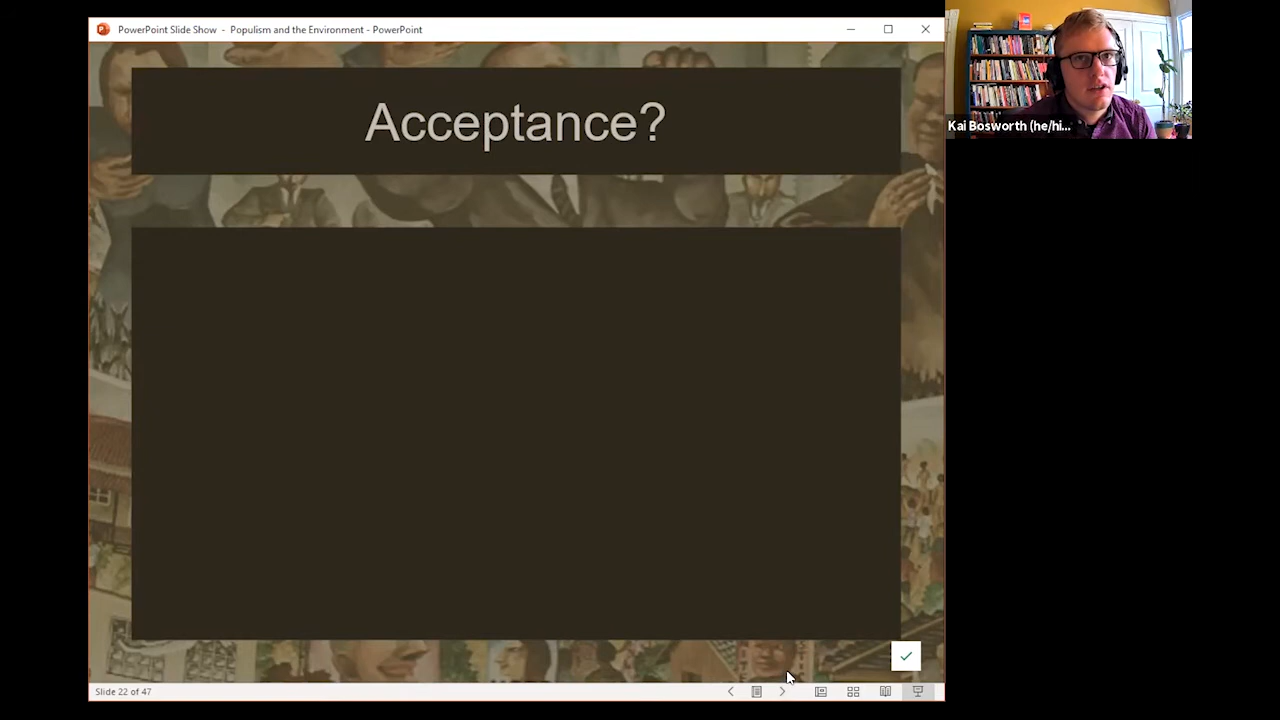 PowerPoint Slide Show - Populism and the Environment - PowerPoint
Kai Bosworth (he/hi...
Acceptance?
Slide 22 of 47